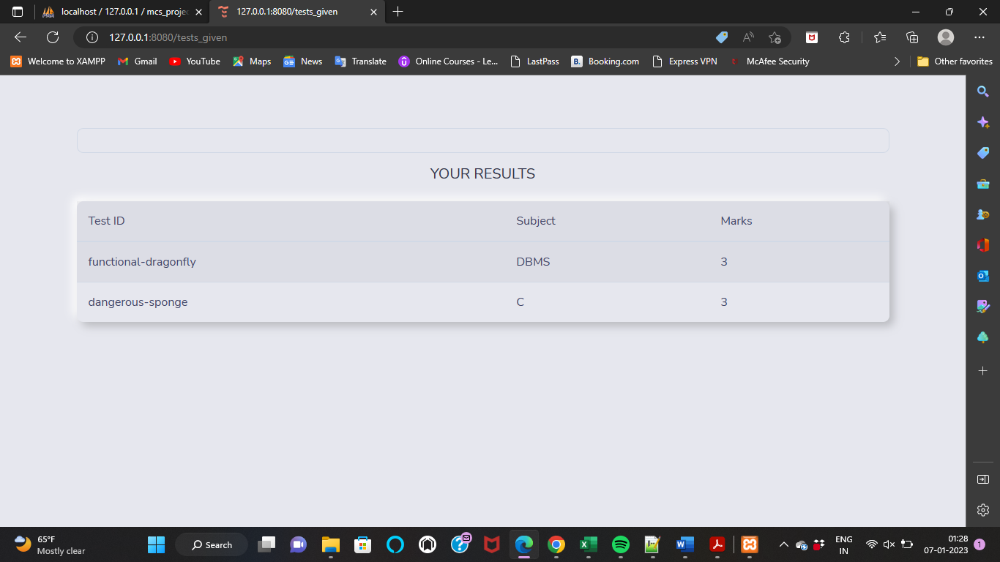 localhost / 127.0.0.1 / mcs_projec
127.0.0.1:8080/tests_given
127.0.0.1:8080/tests_given
Welcome to XAMPP Gmail YouTube Maps News Translate Online Courses - Le... LastPass Booking.com Express VPN McAfee Security Other favorites
YOUR RESULTS
Test ID Subject Marks
functional-dragonfly DBMS 3
dangerous-sponge C 3
65°F
Mostly clear
Search
ENG
IN
01:28
07-01-2023
1